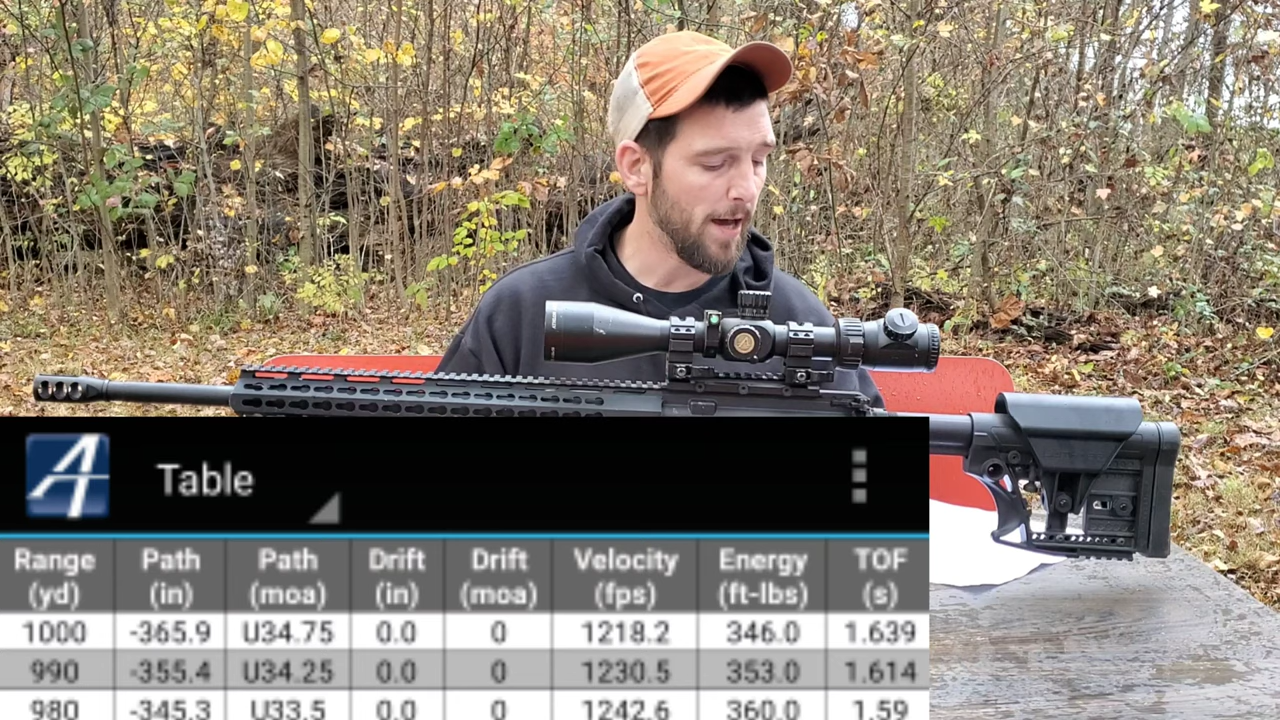 Table
Range Path Path Drift Drift Velocity Energy TOF
(yd) (in) (moa) (in) (moa) (fps) (ft-lbs) (s)
1000 -365.9 U34.75 0.0 0 1218.2 346.0 1.639
990 -355.4 U34.25 0.0 0 1230.5 353.0 1.614
980 -345.3 U33.5 0.0 0 1242.6 360.0 1.59